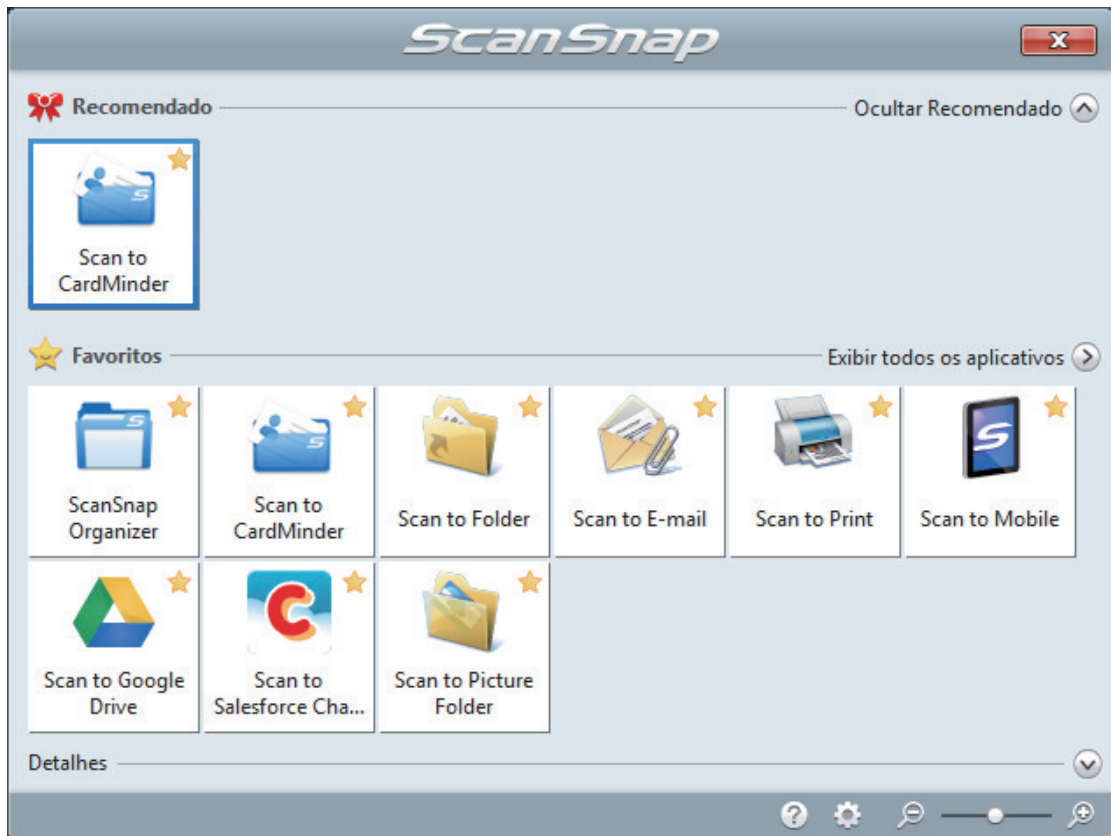 ScanSnap
Recomendado
Ocultar Recomendado
Scan to
CardMinder
Favoritos
Exibir todos os aplicativos
ScanSnap
Organizer
Scan to
CardMinder
Scan to Folder
Scan to E-mail
Scan to Print
Scan to Mobile
Scan to Google
Drive
Scan to
Salesforce Cha...
Scan to Picture
Folder
Detalhes